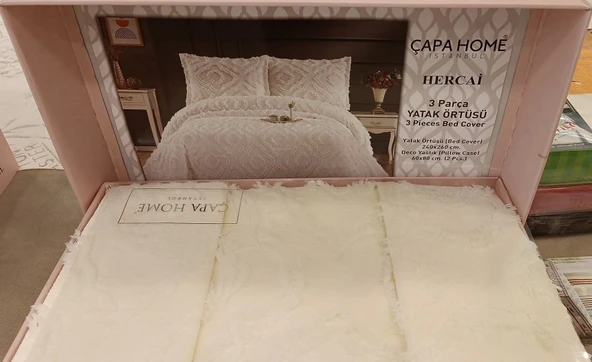 ÇAPA HOME®
ISTANBUL
HERCAİ
3 Parça
YATAK ÖRTÜSÜ
3 Pieces Bed Cover
Yatak Örtüsü (Bed Cover)
240x260 cm.
Deco Yastık (Pillow Case)
60x80 cm. (2 Pcs.)
ÇAPA HOME
ISTANBUL